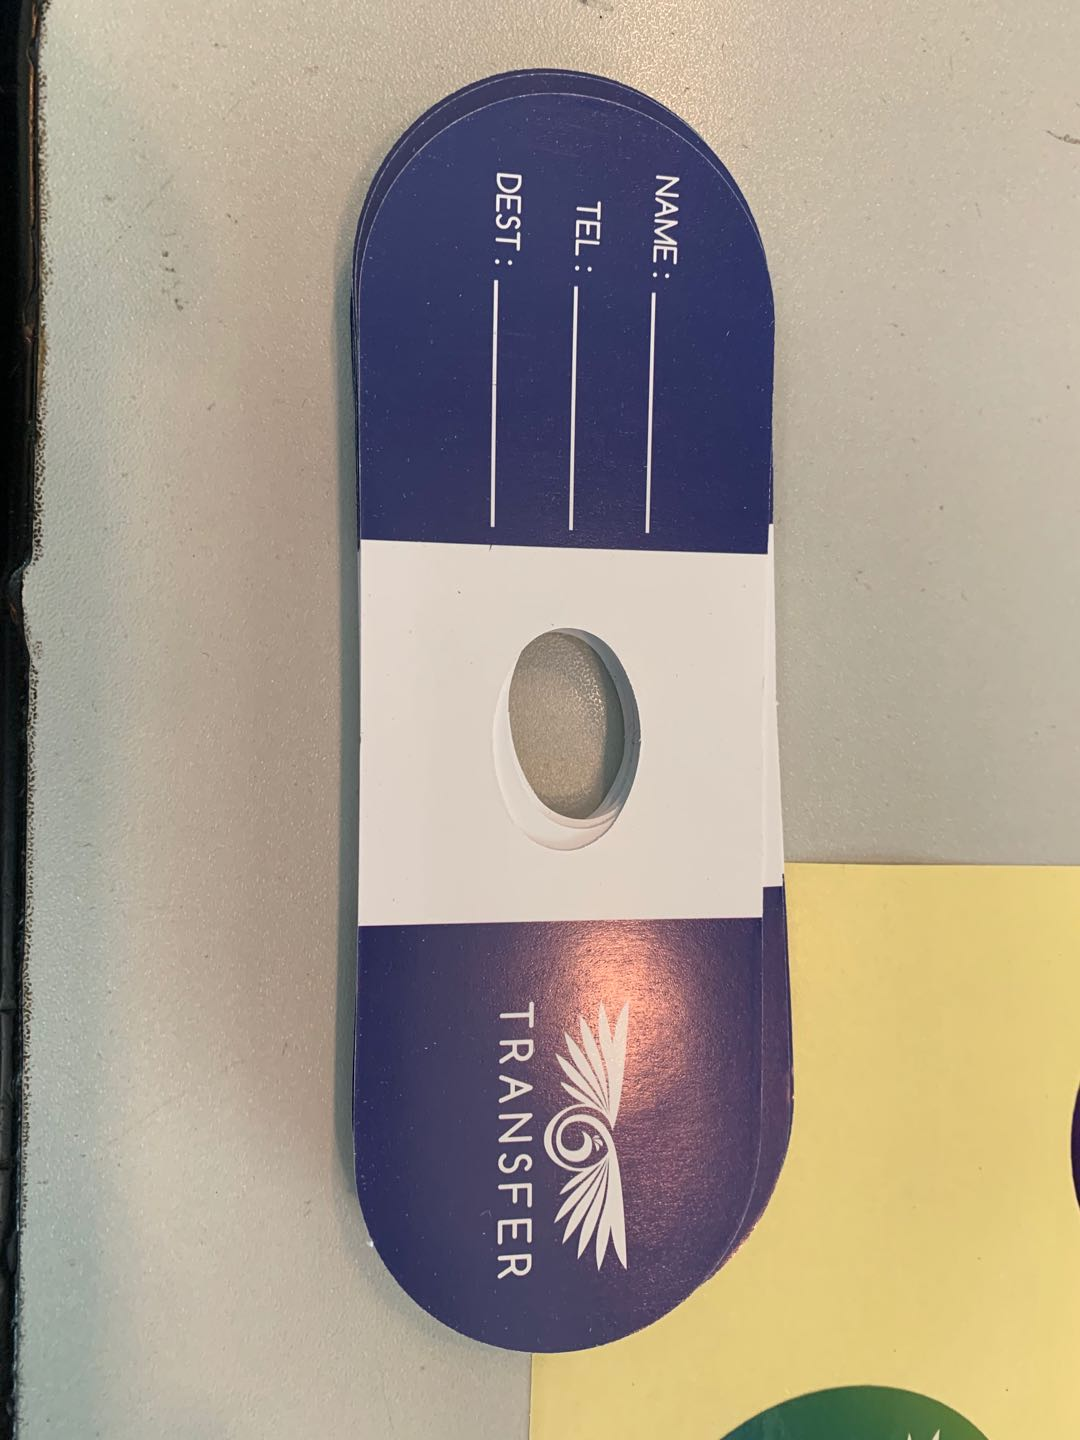 NAME :
TEL :
DEST :
TRANSFER